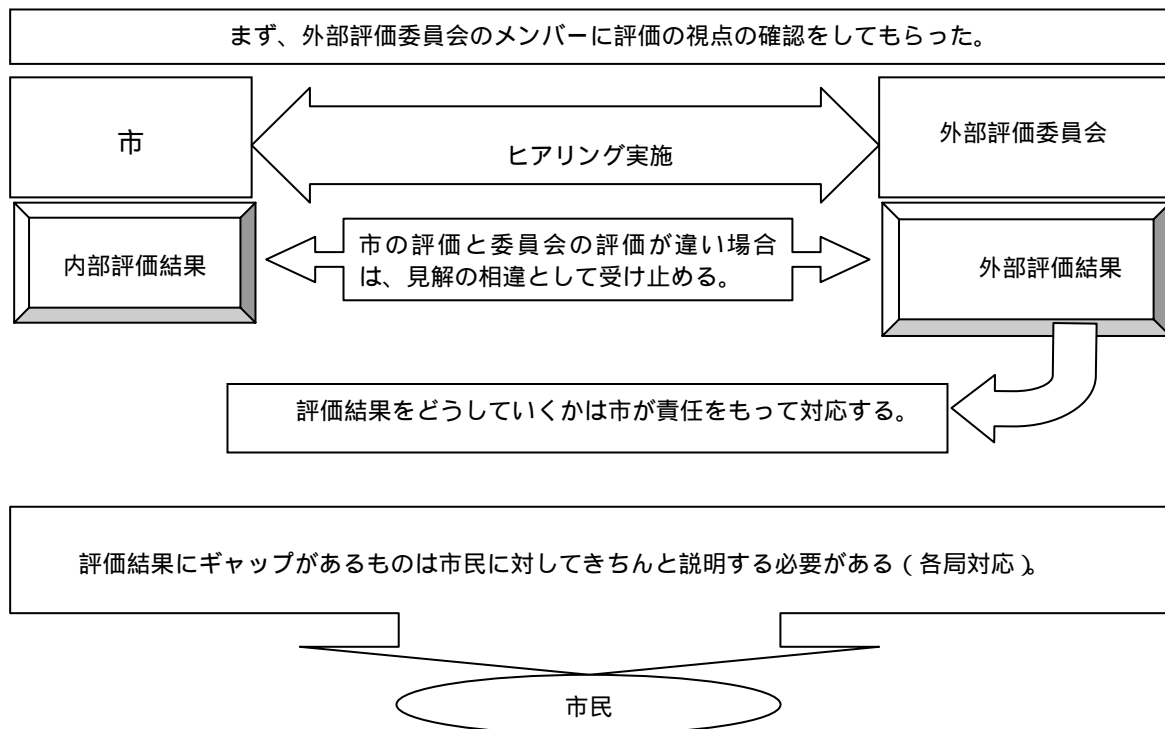 まず、外部評価委員会のメンバーに評価の視点の確認をしてもらった。
市
ヒアリング実施
外部評価委員会
内部評価結果
市の評価と委員会の評価が違い場合
は、見解の相違として受け止める。
外部評価結果
評価結果をどうしていくかは市が責任をもって対応する。
評価結果にギャップがあるものは市民に対してきちんと説明する必要がある（各局対応）。
市民